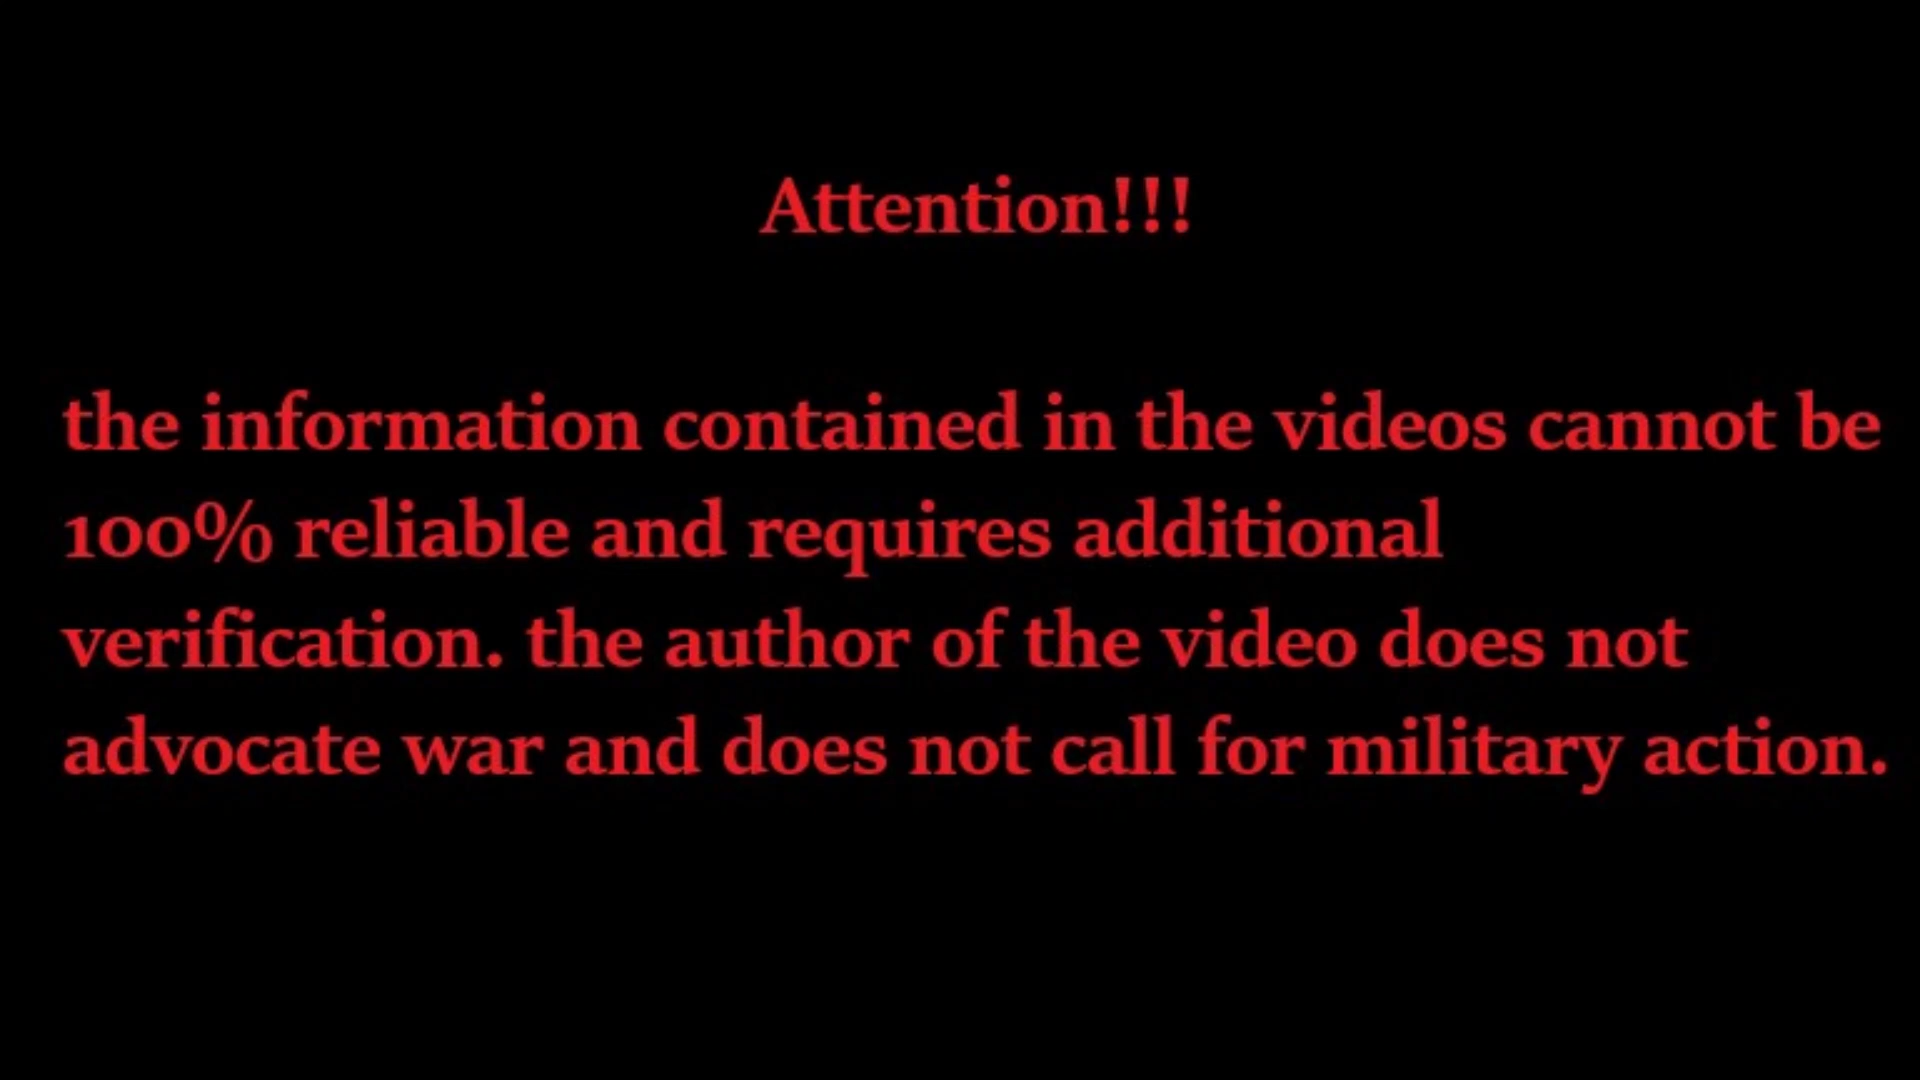 Attention!!!
the information contained in the videos cannot be
100% reliable and requires additional
verification. the author of the video does not
advocate war and does not call for military action.